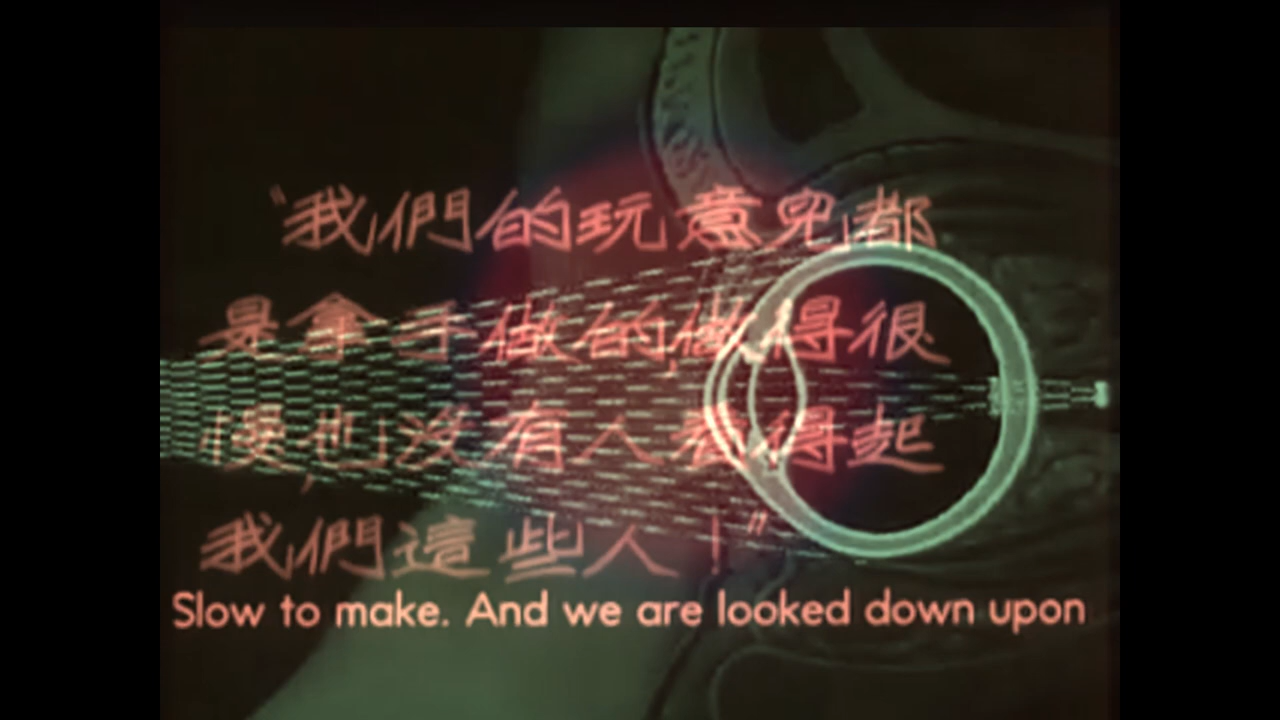 "我們的玩意兒都
是拿手做的,做得很
慢,也沒有人看得起
我們這些人!"
Slow to make. And we are looked down upon